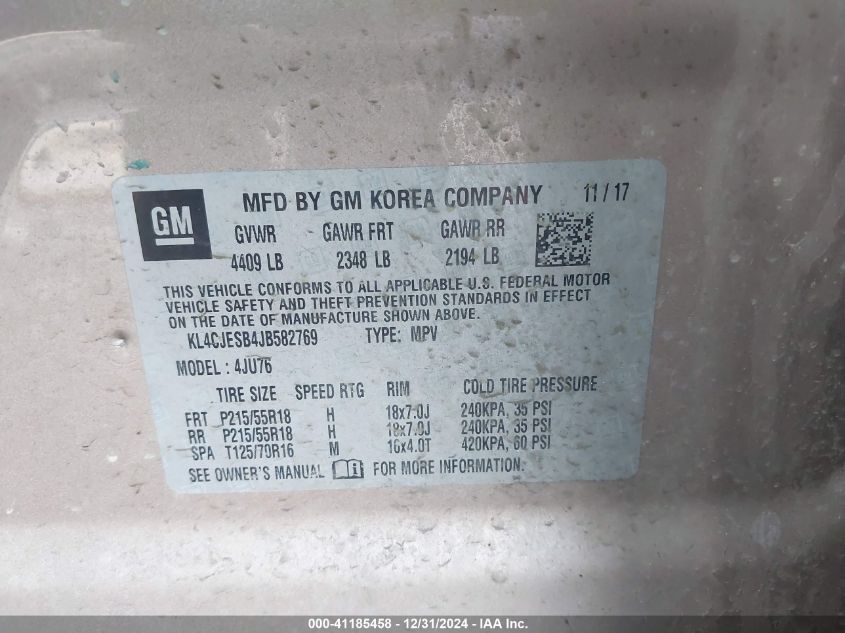 GM
MFD BY GM KOREA COMPANY 11/17
GVWR GAWR FRT GAWR RR
4409 LB 2348 LB 2194 LB
THIS VEHICLE CONFORMS TO ALL APPLICABLE U.S. FEDERAL MOTOR
VEHICLE SAFETY AND THEFT PREVENTION STANDARDS IN EFFECT
ON THE DATE OF MANUFACTURE SHOWN ABOVE.
KL4CJESB4JB582769 TYPE: MPV
MODEL: 4JU76
TIRE SIZE SPEED RTG RIM COLD TIRE PRESSURE
FRT P215/55R18 H 18x7.0J 240KPA, 35 PSI
RR P215/55R18 H 18x7.0J 240KPA, 35 PSI
SPA T125/70R16 M 16x4.0T 420KPA, 60 PSI
SEE OWNER'S MANUAL FOR MORE INFORMATION.
000-41185458 - 12/31/2024 - IAA Inc.